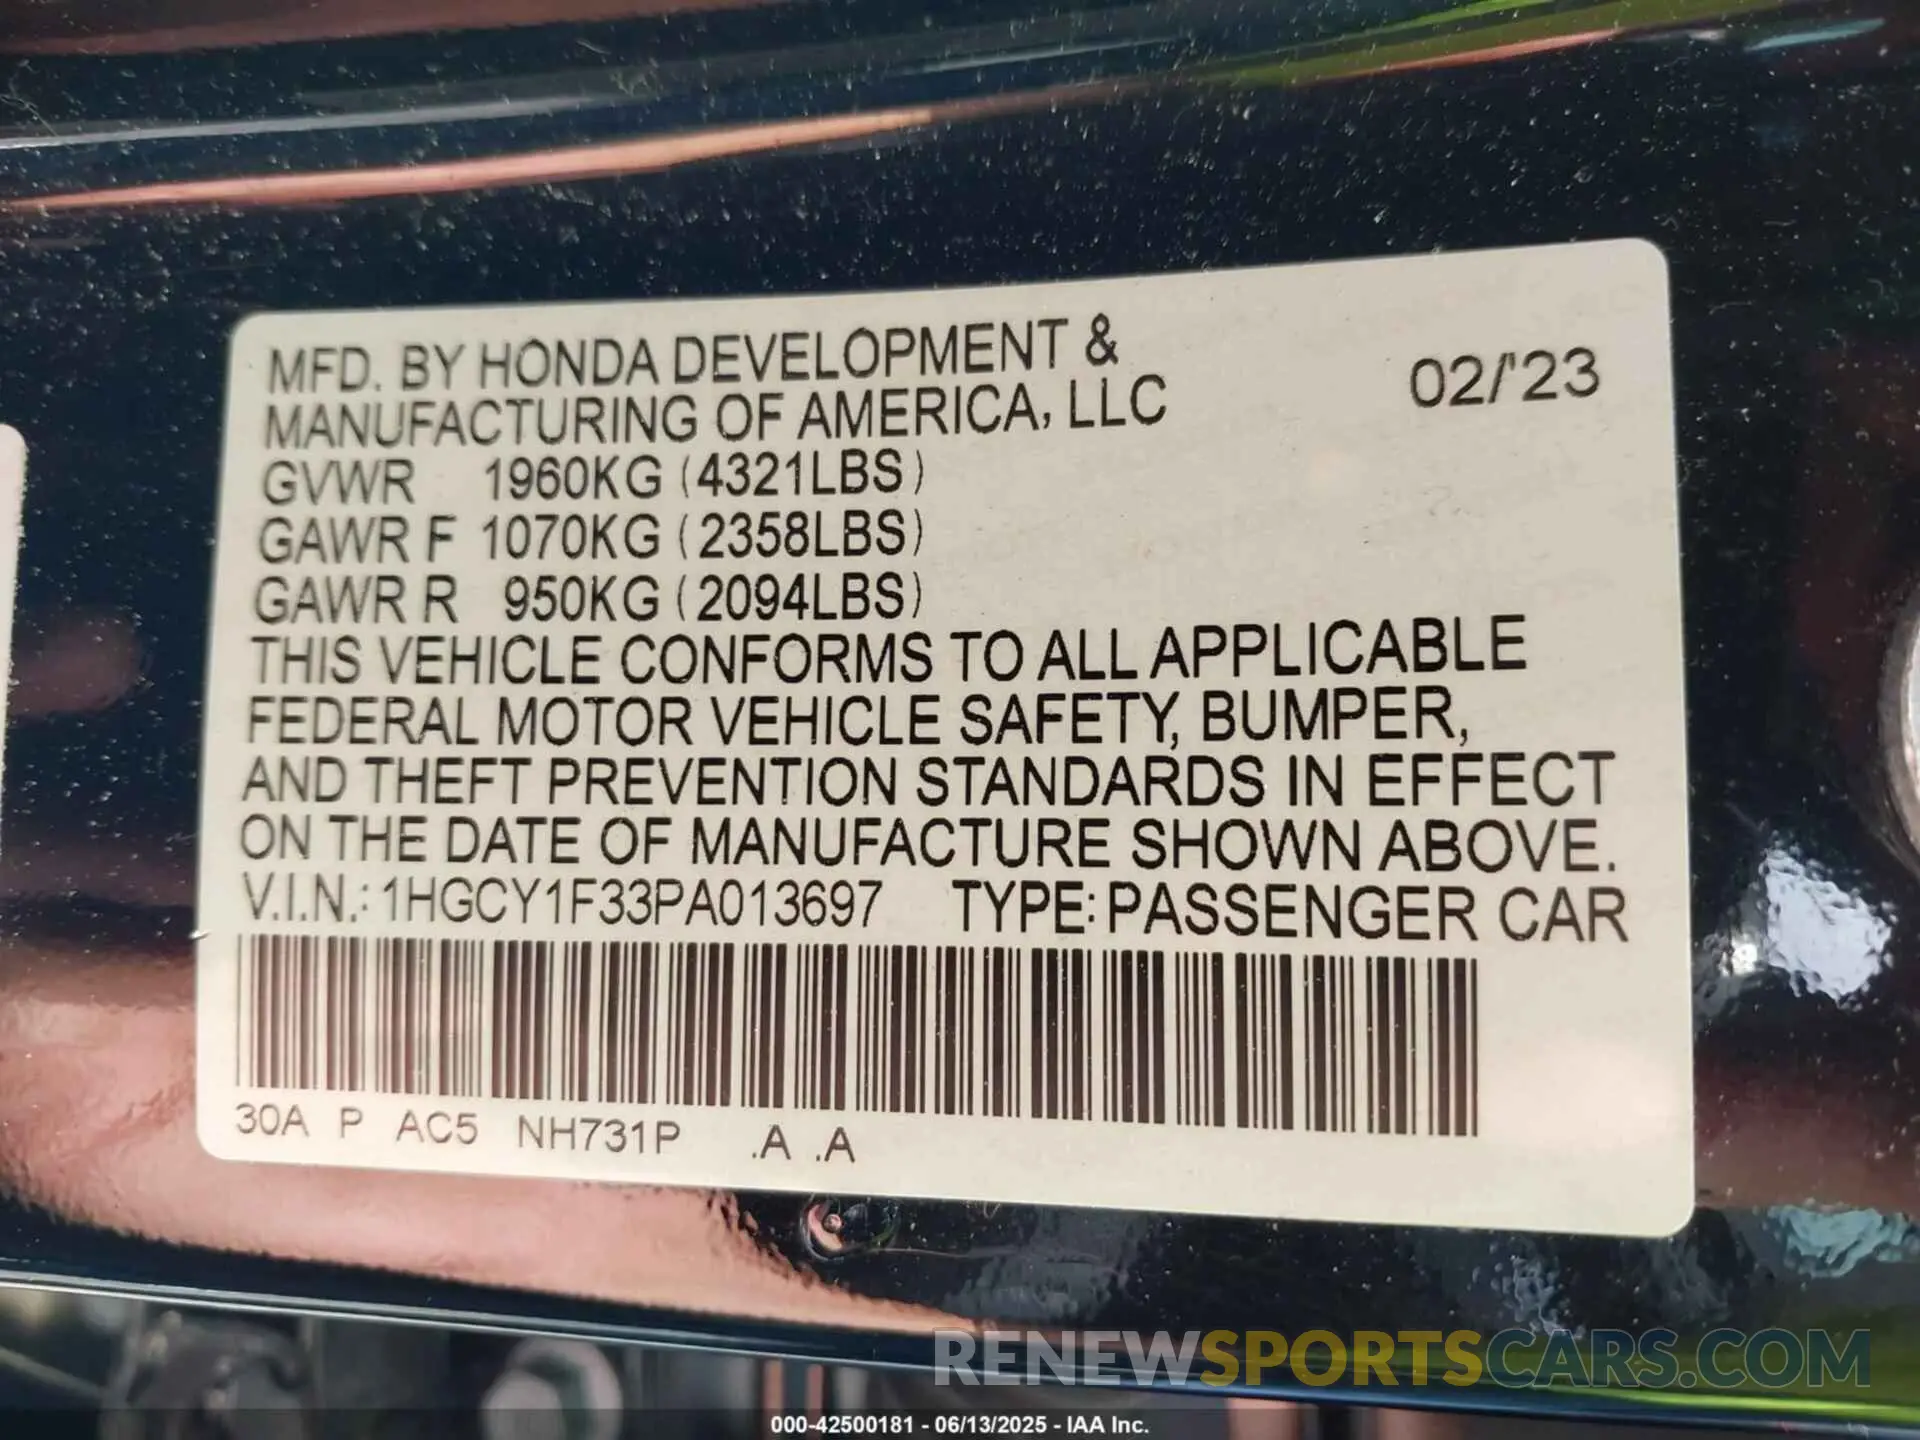 MFD. BY HONDA DEVELOPMENT &
MANUFACTURING OF AMERICA, LLC 02/'23
GVWR 1960KG (4321LBS)
GAWR F 1070KG (2358LBS)
GAWR R 950KG (2094LBS)
THIS VEHICLE CONFORMS TO ALL APPLICABLE
FEDERAL MOTOR VEHICLE SAFETY, BUMPER,
AND THEFT PREVENTION STANDARDS IN EFFECT
ON THE DATE OF MANUFACTURE SHOWN ABOVE.
V.I.N.: 1HGCY1F33PA013697 TYPE: PASSENGER CAR
30A P AC5 NH731P .A .A
RENEWSPORTSCARS.COM
000-42500181 - 06/13/2025 - IAA Inc.